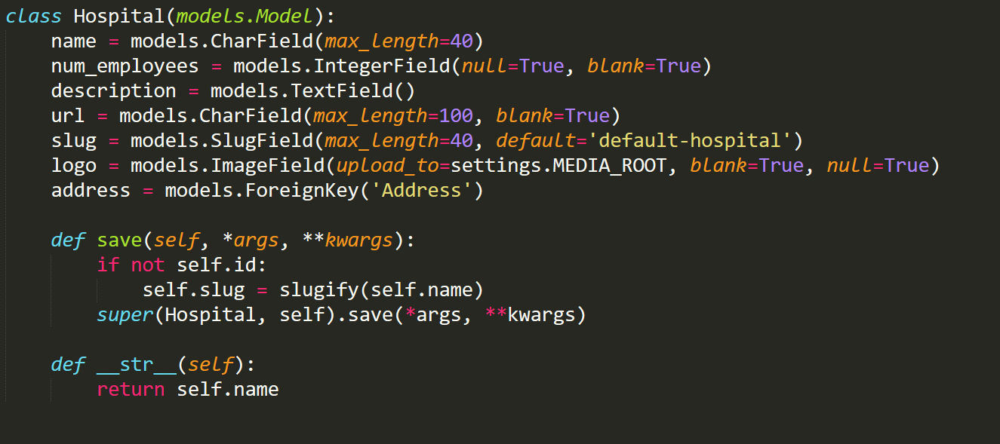 class Hospital(models.Model):
    name = models.CharField(max_length=40)
    num_employees = models.IntegerField(null=True, blank=True)
    description = models.TextField()
    url = models.CharField(max_length=100, blank=True)
    slug = models.SlugField(max_length=40, default='default-hospital')
    logo = models.ImageField(upload_to=settings.MEDIA_ROOT, blank=True, null=True)
    address = models.ForeignKey('Address')

    def save(self, *args, **kwargs):
        if not self.id:
            self.slug = slugify(self.name)
        super(Hospital, self).save(*args, **kwargs)

    def __str__(self):
        return self.name